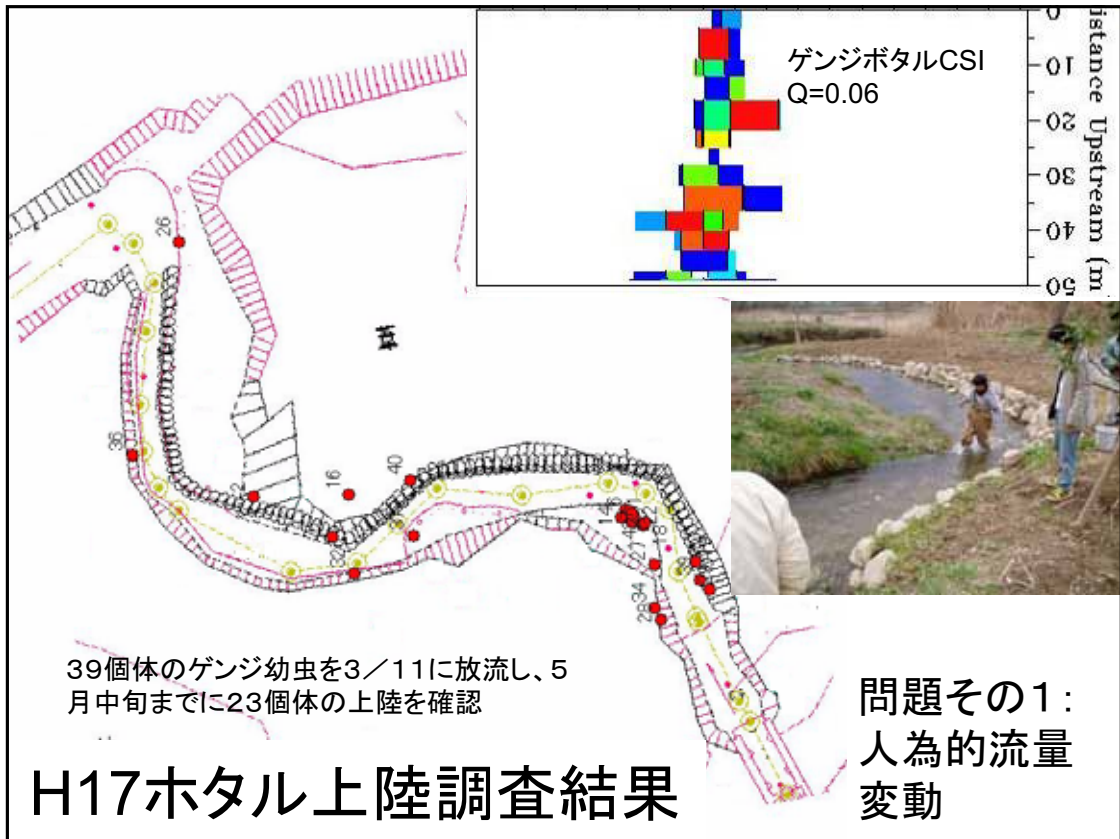 ゲンジボタルCSI
Q=0.06
istance Upstream (m
0
10
20
30
40
50
26
36
16
40
2834
39個体のゲンジ幼虫を3/11に放流し、5
月中旬までに23個体の上陸を確認
H17ホタル上陸調査結果
問題その1:
人為的流量
変動